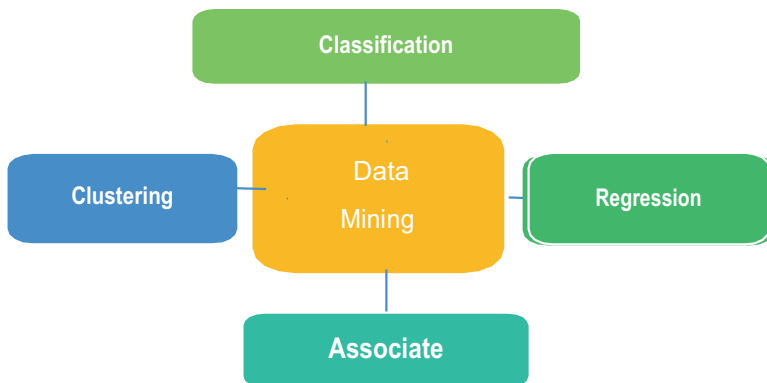 Classification
Data
Mining
Clustering
Regression
Associate